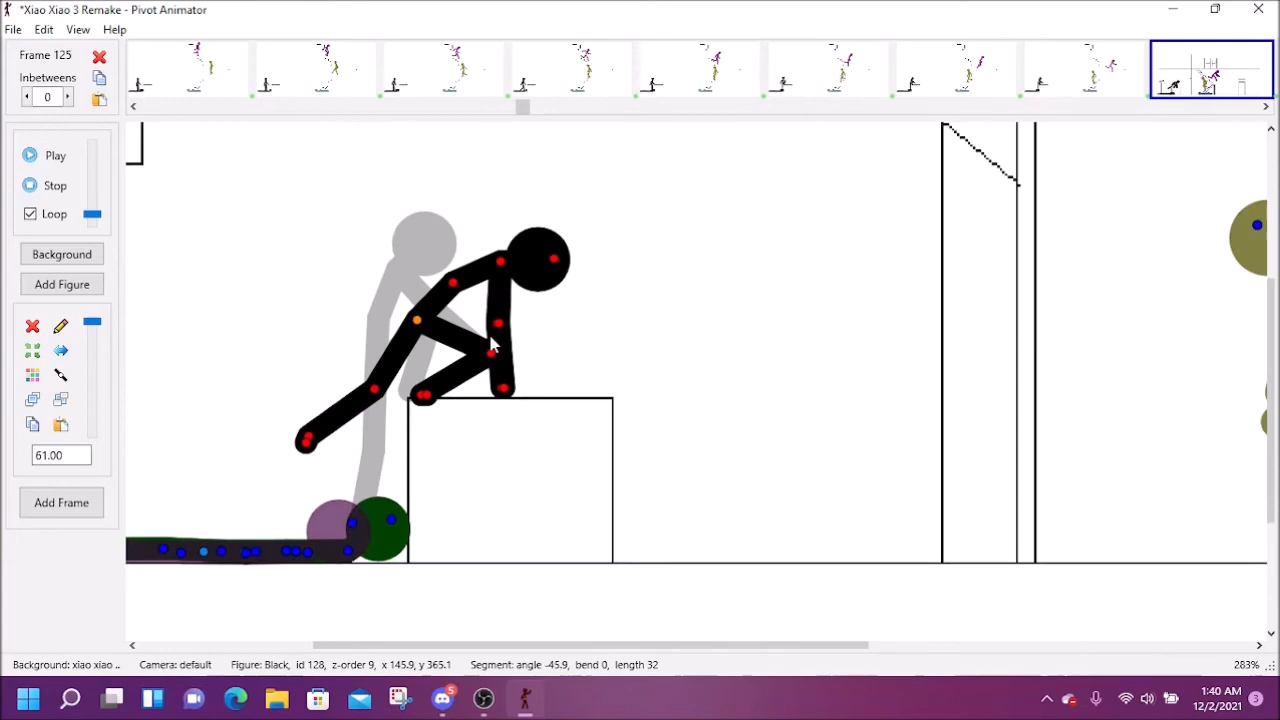 *Xiao Xiao 3 Remake - Pivot Animator
File Edit View Help
Frame 125
Inbetweens
0
Play
Stop
Loop
Background
Add Figure
61.00
Add Frame
Background: xiao xiao .. Camera: default Figure: Black, id 128, z-order 9, x 145.9, y 365.1 Segment: angle -45.9, bend 0, length 32 283%
5
1:40 AM
12/2/2021
3